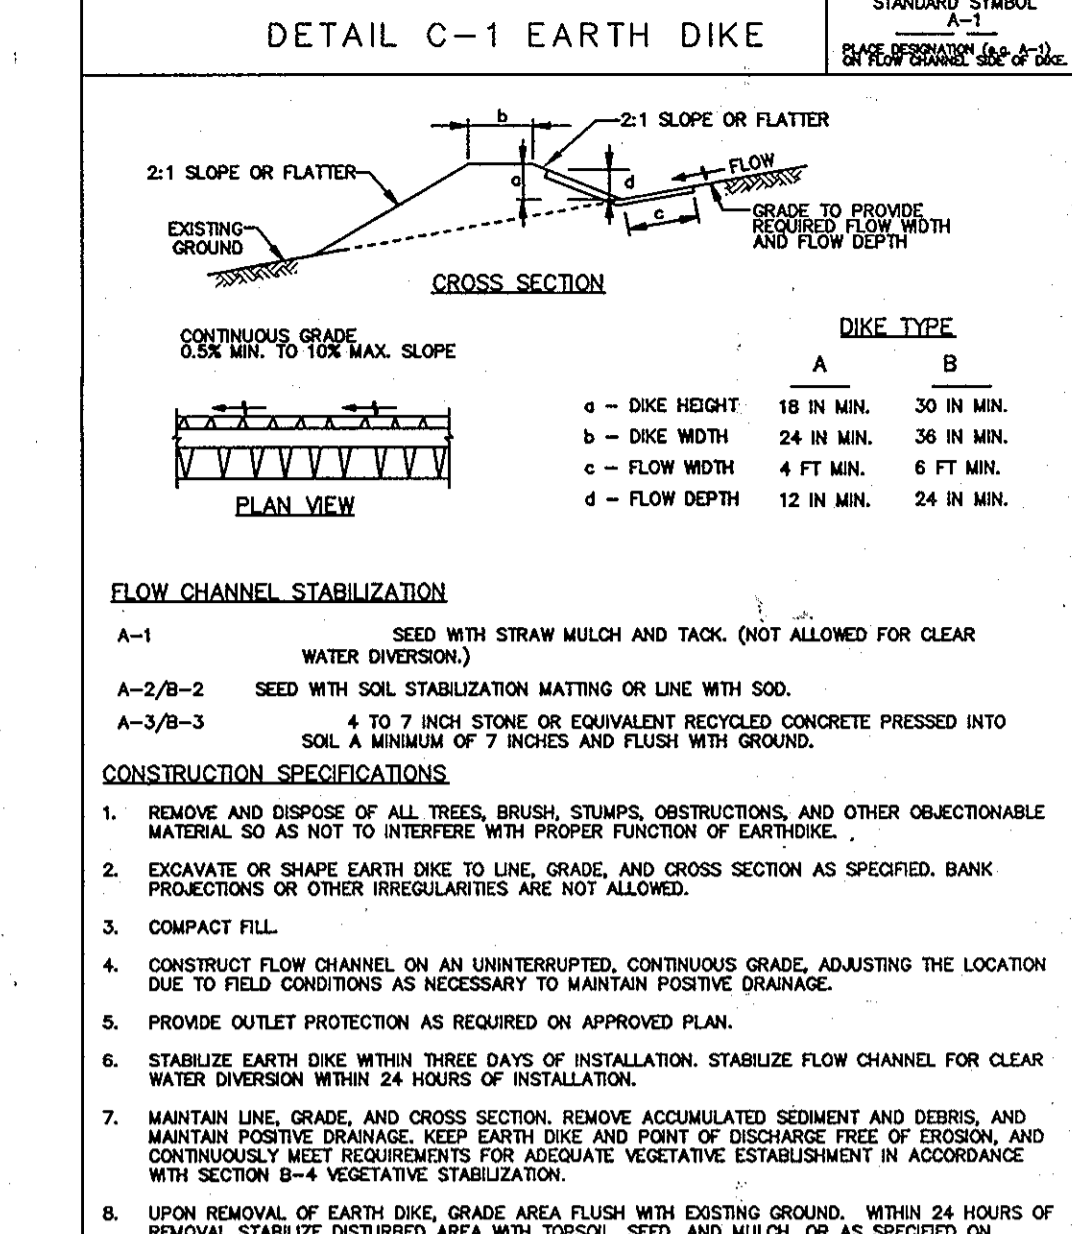 STANDARD SYMBOL
A-1
DETAIL C-1 EARTH DIKE
PLACE DESIGNATION (e.g. A-1)
ON FLOW CHANNEL SIDE OF DIKE.
b
2:1 SLOPE OR FLATTER
2:1 SLOPE OR FLATTER
FLOW
a
d
c
GRADE TO PROVIDE
REQUIRED FLOW WIDTH
AND FLOW DEPTH
EXISTING
GROUND
CROSS SECTION
CONTINUOUS GRADE
0.5% MIN. TO 10% MAX. SLOPE
PLAN VIEW
DIKE TYPE
A B
a - DIKE HEIGHT 18 IN MIN. 30 IN MIN.
b - DIKE WIDTH 24 IN MIN. 36 IN MIN.
c - FLOW WIDTH 4 FT MIN. 6 FT MIN.
d - FLOW DEPTH 12 IN MIN. 24 IN MIN.
FLOW CHANNEL STABILIZATION
A-1 SEED WITH STRAW MULCH AND TACK. (NOT ALLOWED FOR CLEAR
WATER DIVERSION.)
A-2/B-2 SEED WITH SOIL STABILIZATION MATTING OR LINE WITH SOD.
A-3/B-3 4 TO 7 INCH STONE OR EQUIVALENT RECYCLED CONCRETE PRESSED INTO
SOIL A MINIMUM OF 7 INCHES AND FLUSH WITH GROUND.
CONSTRUCTION SPECIFICATIONS
1. REMOVE AND DISPOSE OF ALL TREES, BRUSH, STUMPS, OBSTRUCTIONS, AND OTHER OBJECTIONABLE
MATERIAL SO AS NOT TO INTERFERE WITH PROPER FUNCTION OF EARTHDIKE.
2. EXCAVATE OR SHAPE EARTH DIKE TO LINE, GRADE, AND CROSS SECTION AS SPECIFIED. BANK
PROJECTIONS OR OTHER IRREGULARITIES ARE NOT ALLOWED.
3. COMPACT FILL.
4. CONSTRUCT FLOW CHANNEL ON AN UNINTERRUPTED, CONTINUOUS GRADE, ADJUSTING THE LOCATION
DUE TO FIELD CONDITIONS AS NECESSARY TO MAINTAIN POSITIVE DRAINAGE.
5. PROVIDE OUTLET PROTECTION AS REQUIRED ON APPROVED PLAN.
6. STABILIZE EARTH DIKE WITHIN THREE DAYS OF INSTALLATION. STABILIZE FLOW CHANNEL FOR CLEAR
WATER DIVERSION WITHIN 24 HOURS OF INSTALLATION.
7. MAINTAIN LINE, GRADE, AND CROSS SECTION. REMOVE ACCUMULATED SEDIMENT AND DEBRIS, AND
MAINTAIN POSITIVE DRAINAGE. KEEP EARTH DIKE AND POINT OF DISCHARGE FREE OF EROSION, AND
CONTINUOUSLY MEET REQUIREMENTS FOR ADEQUATE VEGETATIVE ESTABLISHMENT IN ACCORDANCE
WITH SECTION B-4 VEGETATIVE STABILIZATION.
8. UPON REMOVAL OF EARTH DIKE, GRADE AREA FLUSH WITH EXISTING GROUND. WITHIN 24 HOURS OF
REMOVAL STABILIZE DISTURBED AREA WITH TOPSOIL, SEED, AND MULCH, OR AS SPECIFIED ON